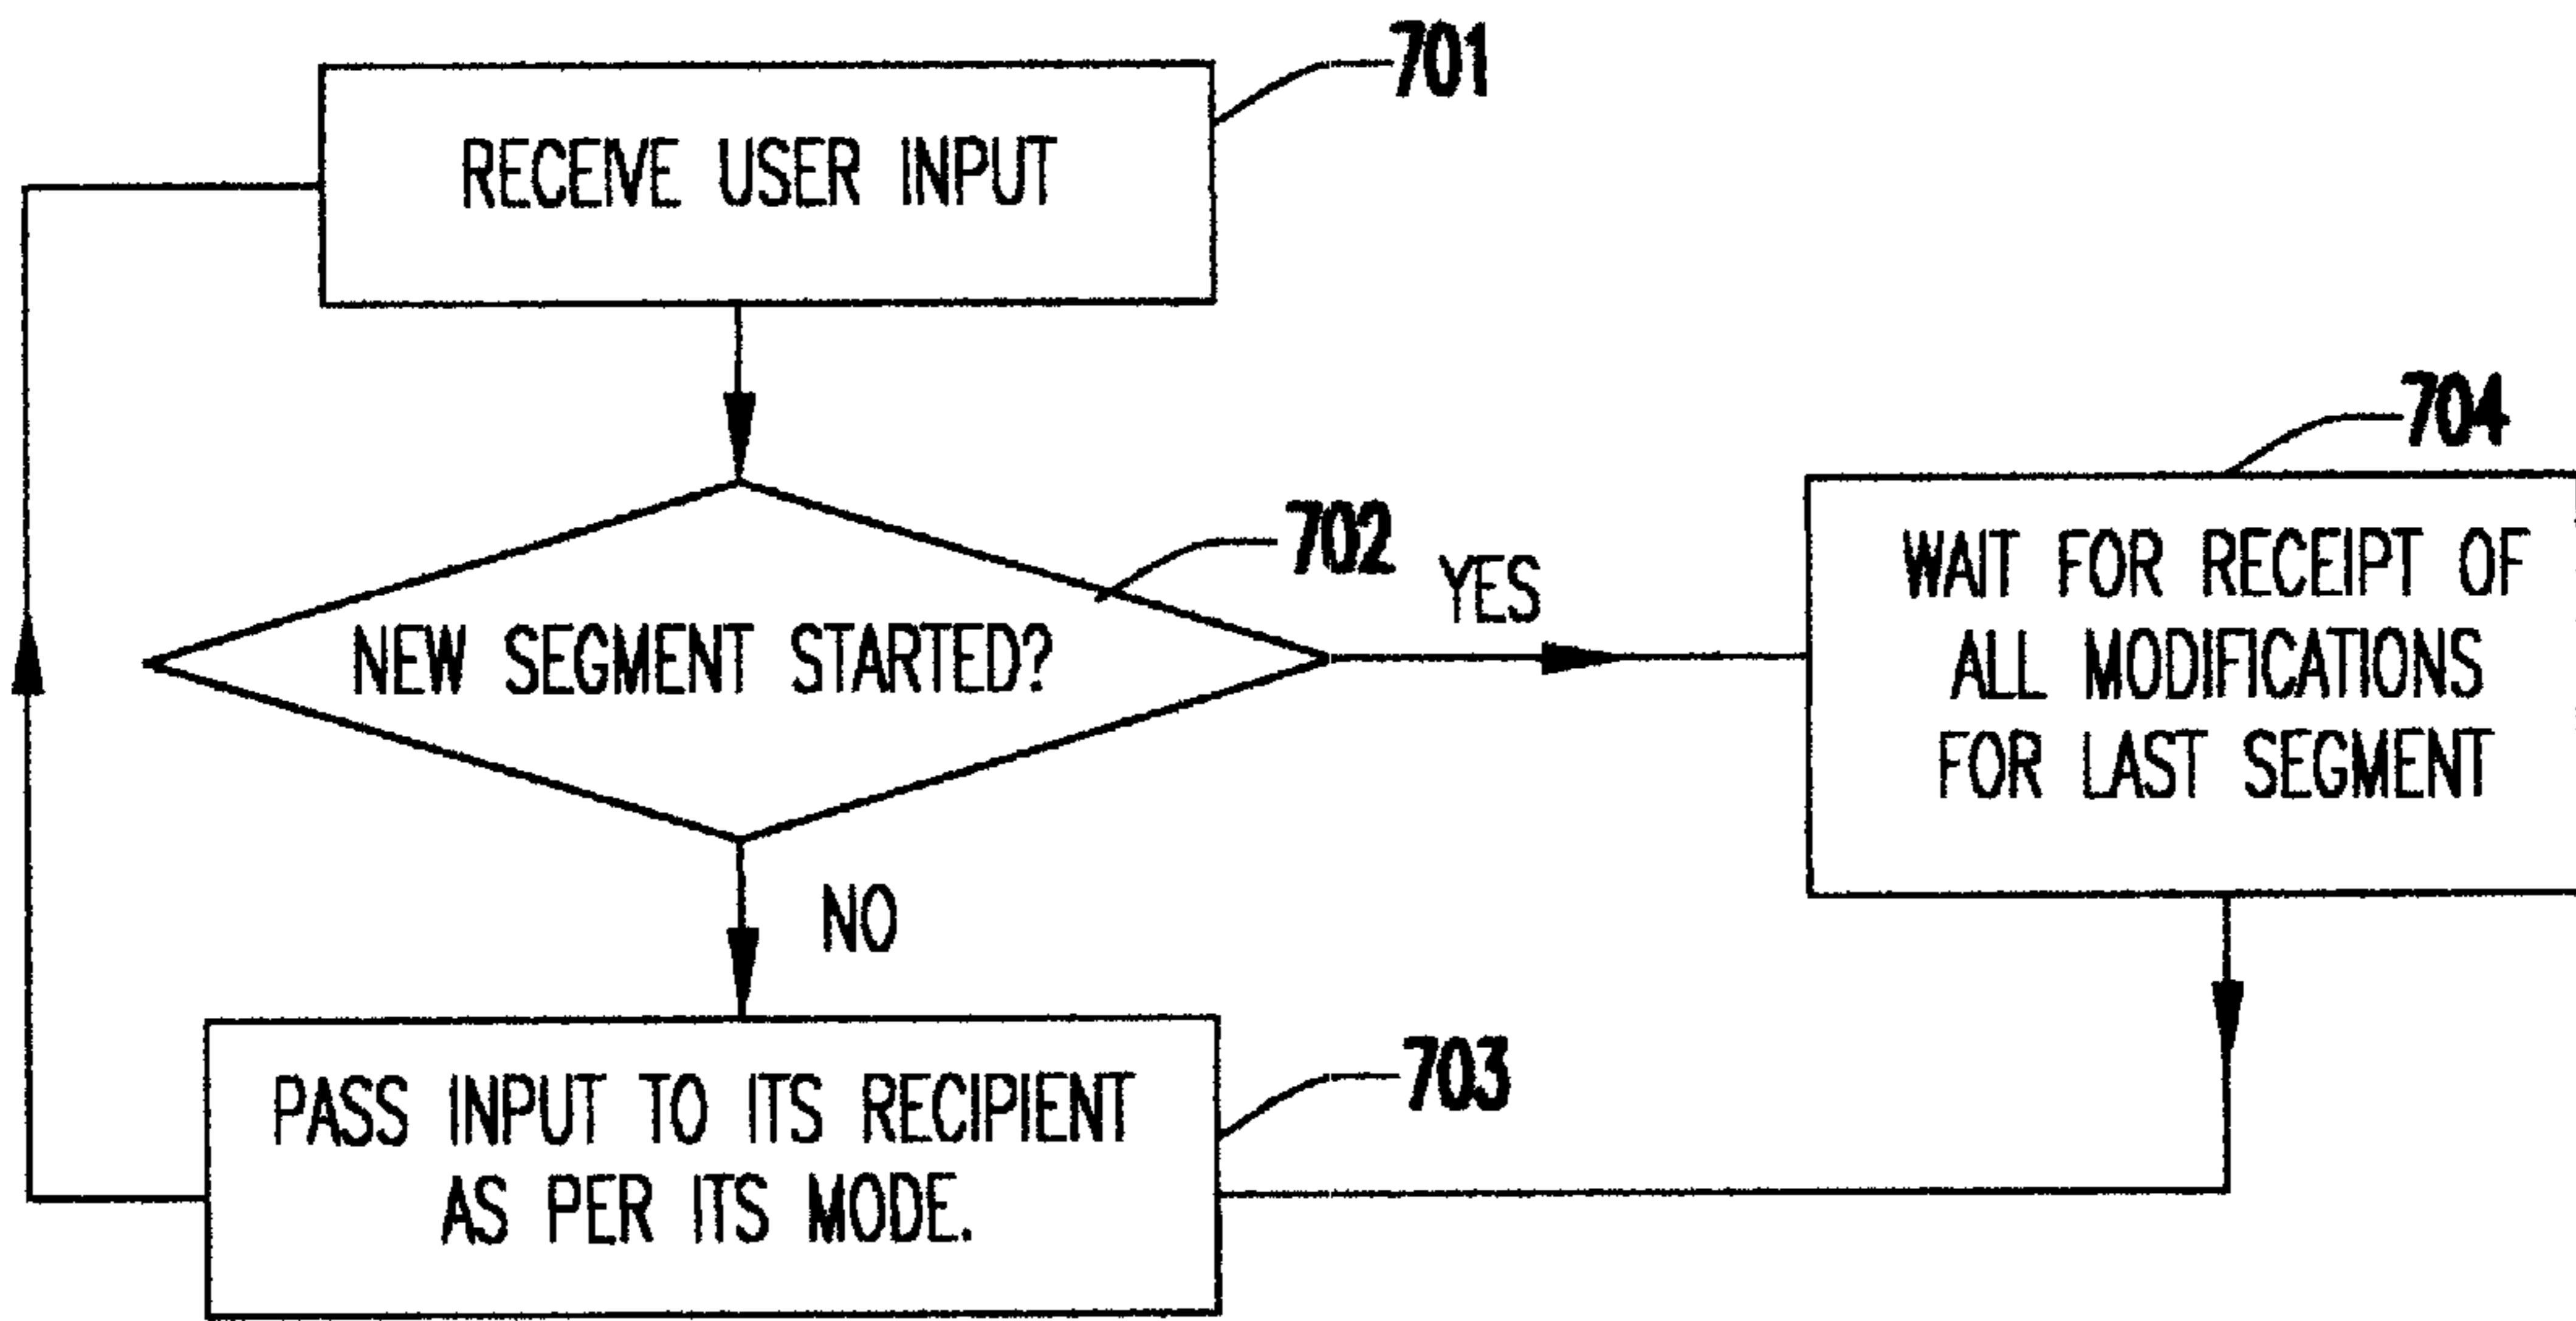 701
RECEIVE USER INPUT
702
NEW SEGMENT STARTED?
YES
704
WAIT FOR RECEIPT OF
ALL MODIFICATIONS
FOR LAST SEGMENT
NO
703
PASS INPUT TO ITS RECIPIENT
AS PER ITS MODE.